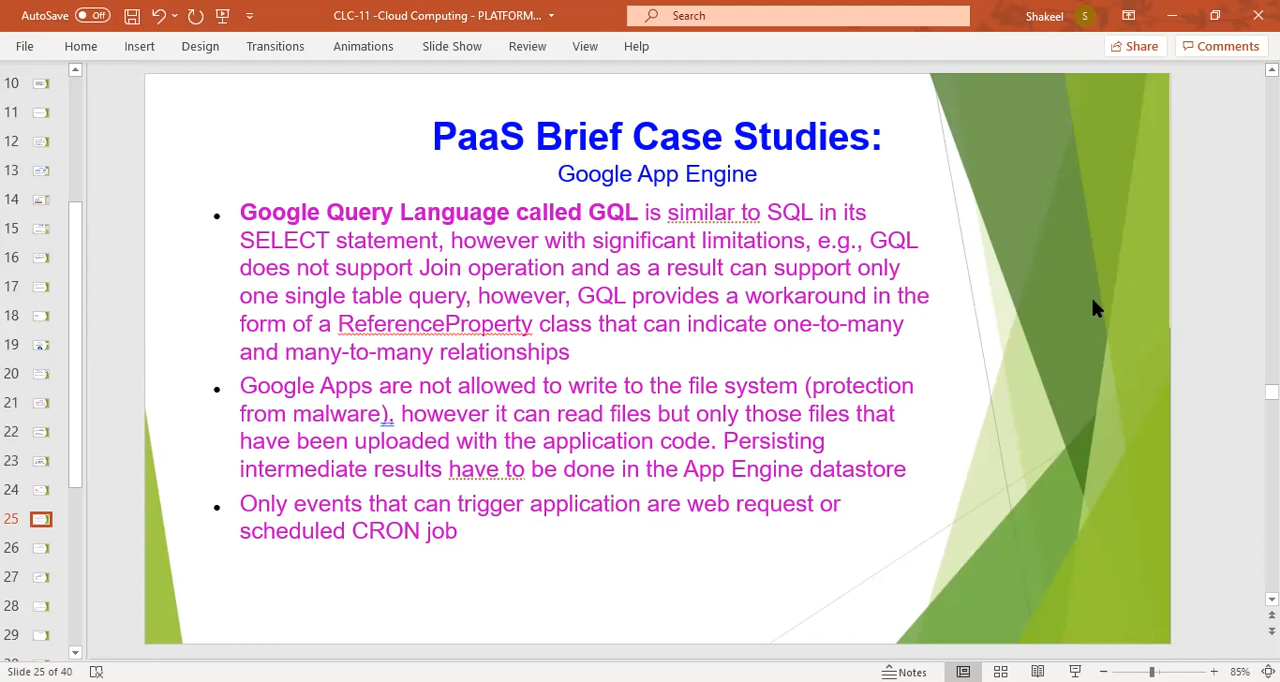 AutoSave Off CLC-11 -Cloud Computing - PLATFORM... Search Shakeel S
File Home Insert Design Transitions Animations Slide Show Review View Help Share Comments
10
11
12
13
14
15
16
17
18
19
20
21
22
23
24
25
26
27
28
29
PaaS Brief Case Studies:
Google App Engine
• Google Query Language called GQL is similar to SQL in its
SELECT statement, however with significant limitations, e.g., GQL
does not support Join operation and as a result can support only
one single table query, however, GQL provides a workaround in the
form of a ReferenceProperty class that can indicate one-to-many
and many-to-many relationships
• Google Apps are not allowed to write to the file system (protection
from malware), however it can read files but only those files that
have been uploaded with the application code. Persisting
intermediate results have to be done in the App Engine datastore
• Only events that can trigger application are web request or
scheduled CRON job
Slide 25 of 40 Notes 85%